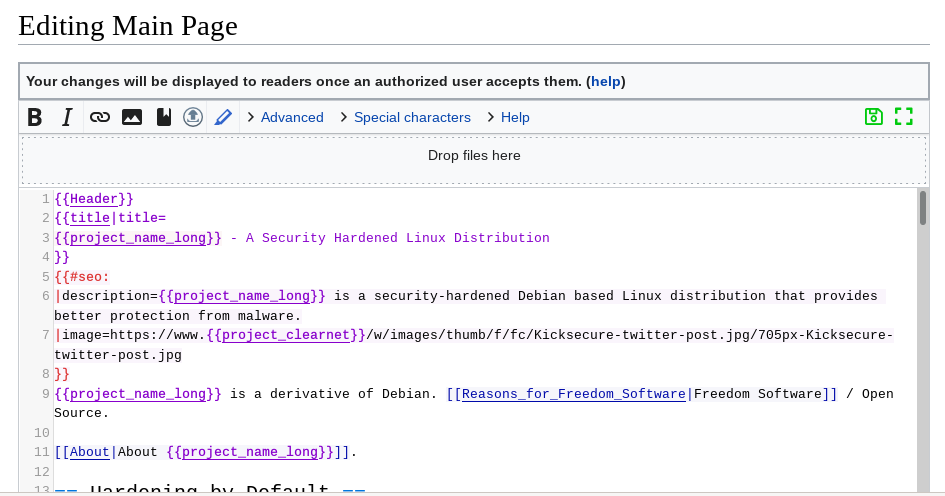 Editing Main Page
Your changes will be displayed to readers once an authorized user accepts them. (help)
B I Advanced Special characters Help
Drop files here
1 {{Header}}
2 {{title|title=
3 {{project_name_long}} - A Security Hardened Linux Distribution
4 }}
5 {{#seo:
6 |description={{project_name_long}} is a security-hardened Debian based Linux distribution that provides
better protection from malware.
7 |image=https://www.{{project_clearnet}}/w/images/thumb/f/fc/Kicksecure-twitter-post.jpg/705px-Kicksecure-
twitter-post.jpg
8 }}
9 {{project_name_long}} is a derivative of Debian. [[Reasons_for_Freedom_Software|Freedom Software]] / Open
Source.
10
11 [[About|About {{project_name_long}}]].
12
13 == Hardening by Default ==